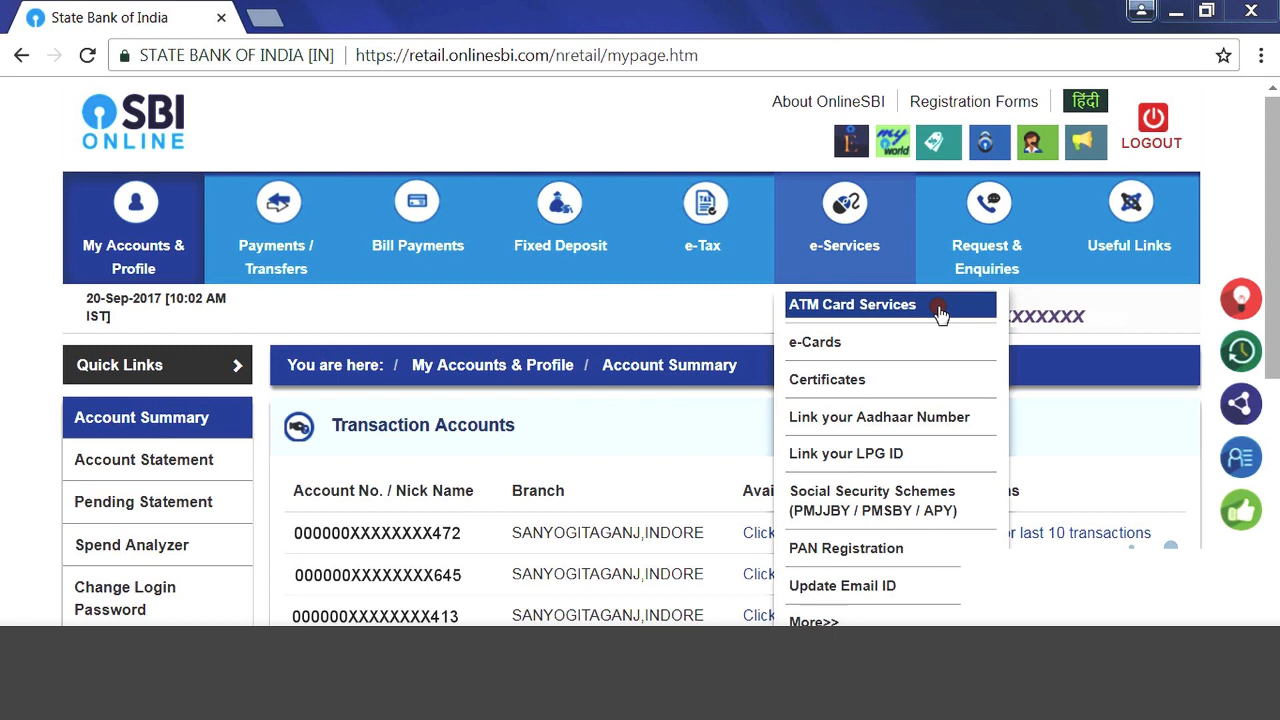 State Bank of India
STATE BANK OF INDIA [IN] https://retail.onlinesbi.com/nretail/mypage.htm
SBI
ONLINE
About OnlineSBI
Registration Forms
हिंदी
my
world
LOGOUT
My Accounts &
Profile
Payments /
Transfers
Bill Payments
Fixed Deposit
TAX
e-Tax
e-Services
Request &
Enquiries
Useful Links
20-Sep-2017 [10:02 AM
IST]
XXXXXX
ATM Card Services
e-Cards
Certificates
Link your Aadhaar Number
Link your LPG ID
Social Security Schemes
(PMJJBY / PMSBY / APY)
PAN Registration
Update Email ID
More>>
Quick Links
You are here: / My Accounts & Profile / Account Summary
Account Summary
Account Statement
Pending Statement
Spend Analyzer
Change Login
Password
Transaction Accounts
Account No. / Nick Name Branch
000000XXXXXXXX472 SANYOGITAGANJ,INDORE Click last 10 transactions
000000XXXXXXXX645 SANYOGITAGANJ,INDORE Click
000000XXXXXXXX413 SANYOGITAGANJ,INDORE Click